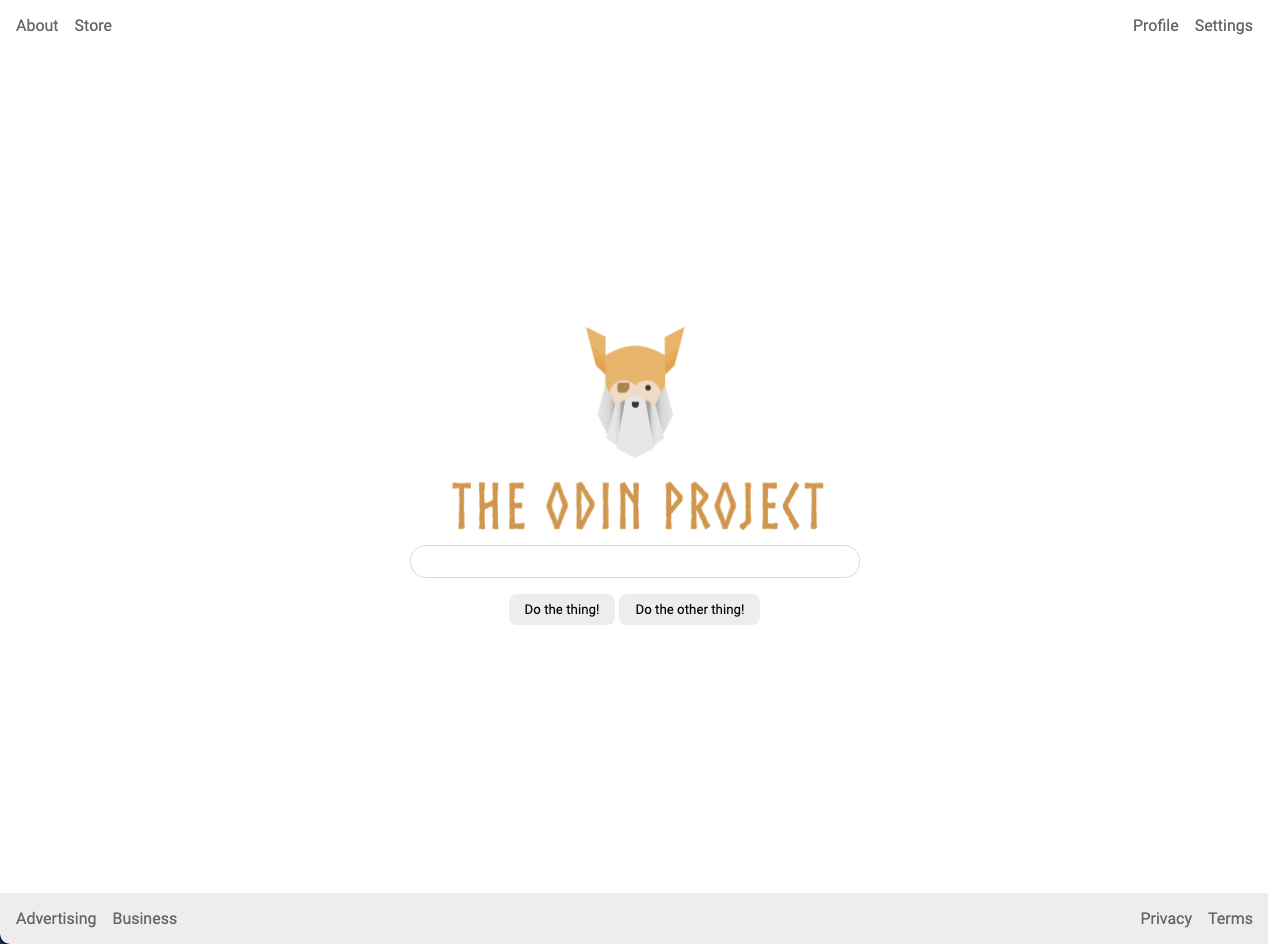 About Store Profile Settings
THE ODIN PROJECT
Do the thing! Do the other thing!
Advertising Business Privacy Terms